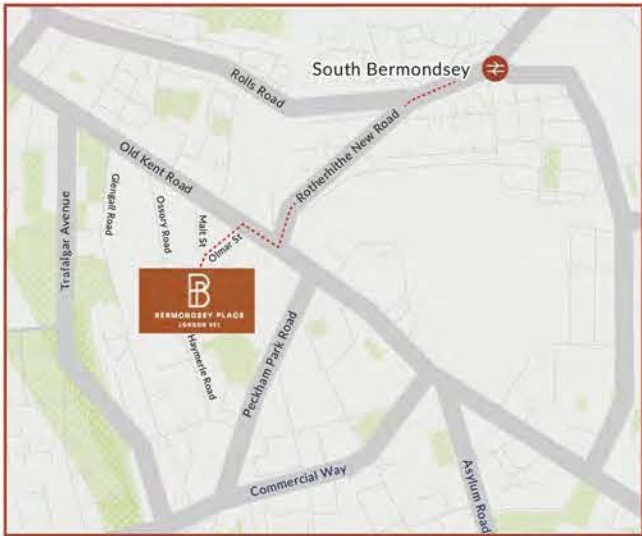 South Bermondsey
Rolls Road
Rotherhithe New Road
Old Kent Road
Trafalgar Avenue
Glengall Road
Ossory Road
Malt St
Olmar St
B
BERMONDSEY PLACE
LONDON SE1
Haymerle Road
Peckham Park Road
Commercial Way
Asylum Road